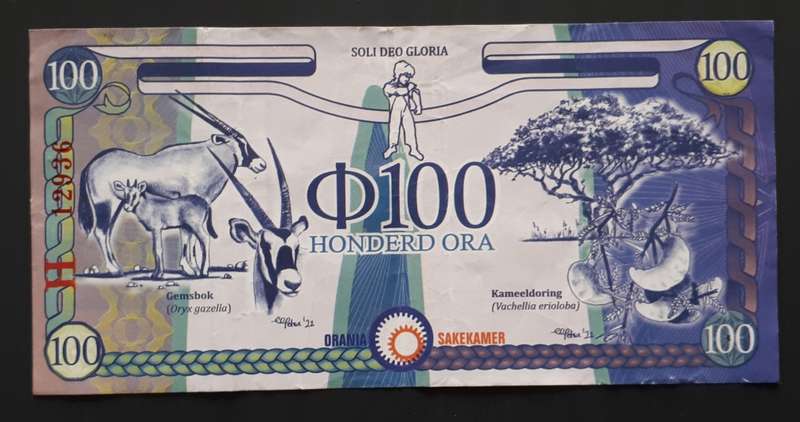 SOLI DEO GLORIA
100
100
H 12936
Φ100
HONDERD ORA
Gemsbok
(Oryx gazella)
Kameeldoring
(Vachellia erioloba)
ORANIA SAKEKAMER
100
100